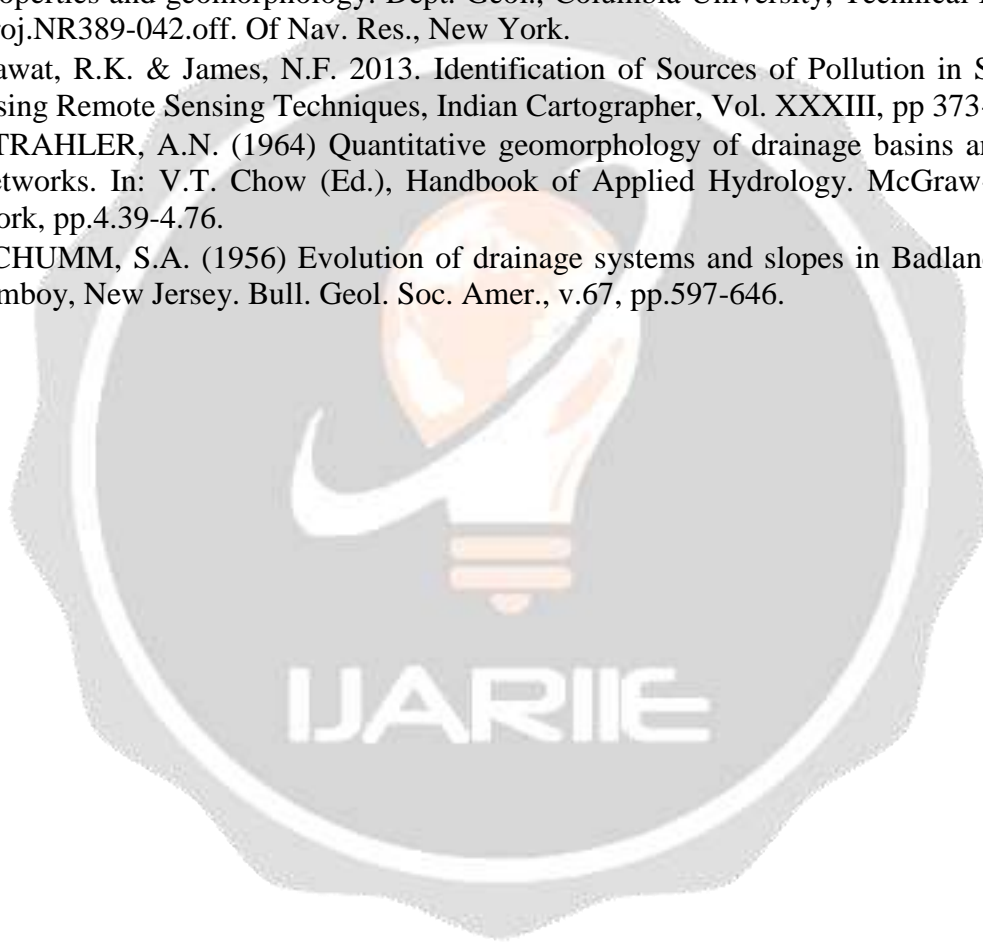 operties and geomorphology. Dept. Geol., Columbia University, Technical
roj.NR389-042.off. Of Nav. Res., New York.
awat, R.K. & James, N.F. 2013. Identification of Sources of Pollution in S
sing Remote Sensing Techniques, Indian Cartographer, Vol. XXXIII, pp 373-
TRAHLER, A.N. (1964) Quantitative geomorphology of drainage basins an
etworks. In: V.T. Chow (Ed.), Handbook of Applied Hydrology. McGraw-
ork, pp.4.39-4.76.
CHUMM, S.A. (1956) Evolution of drainage systems and slopes in Badlan
mboy, New Jersey. Bull. Geol. Soc. Amer., v.67, pp.597-646.
IJARIIE